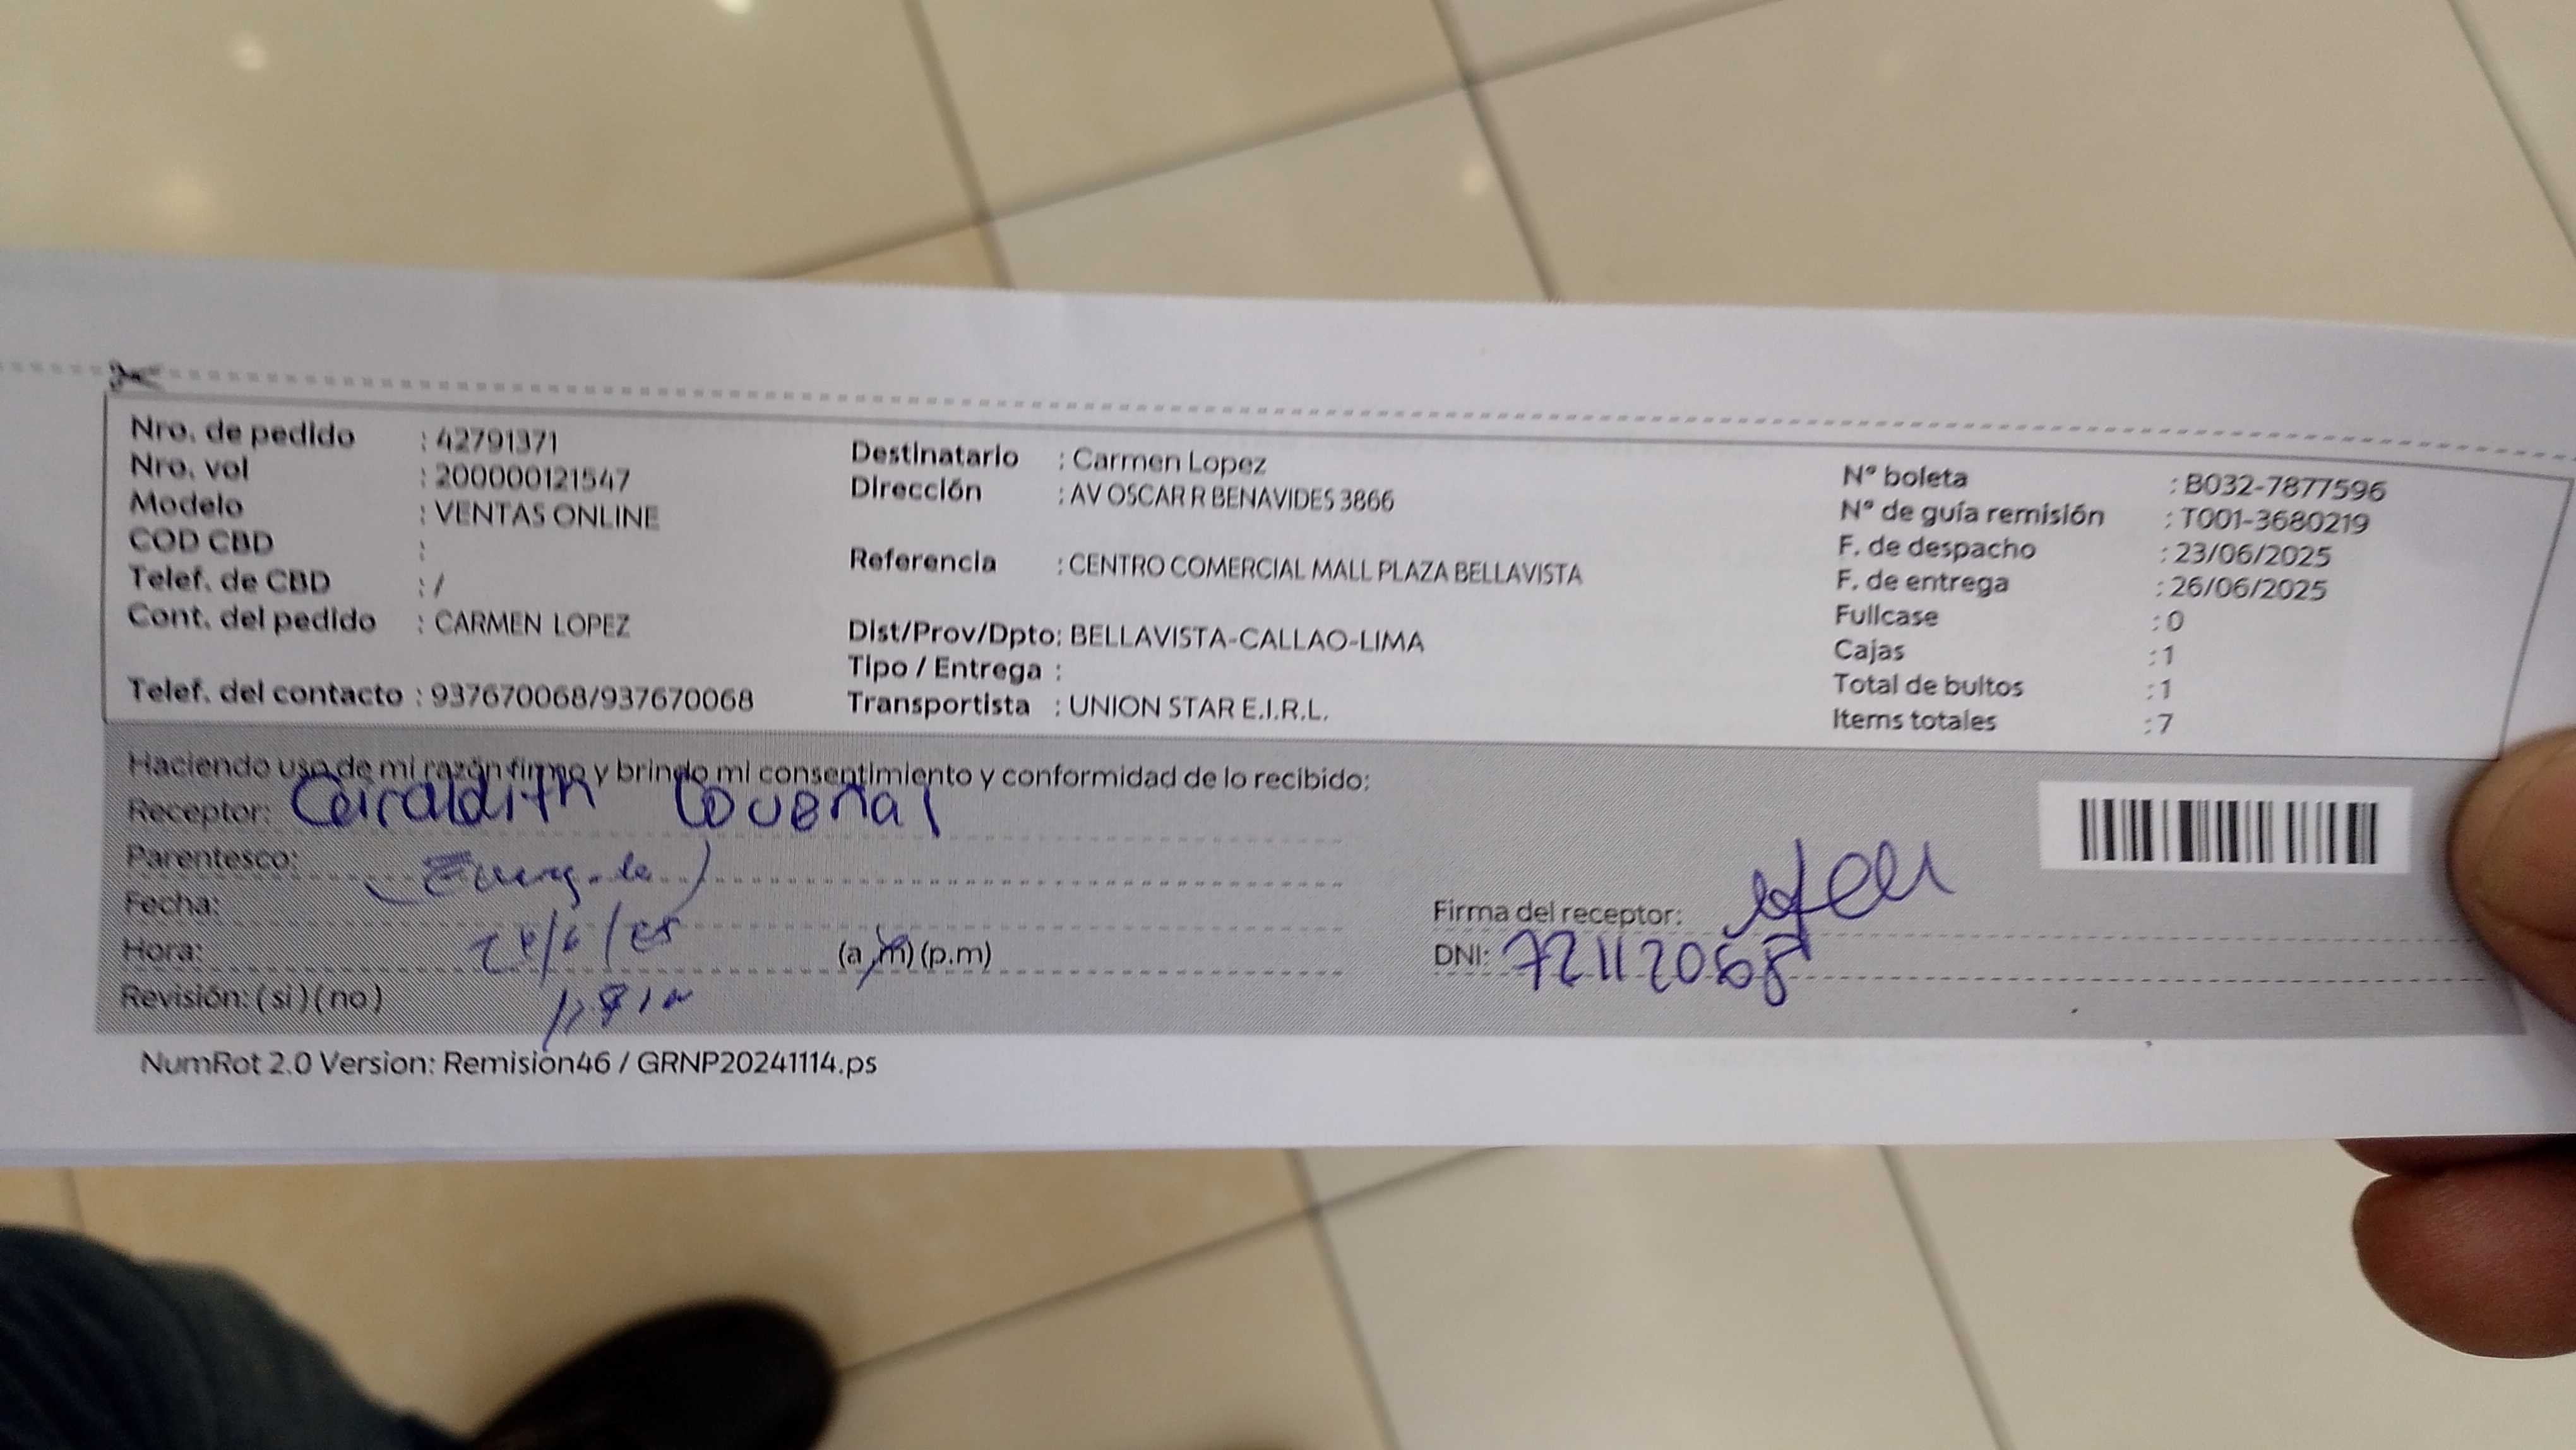 Nro. de pedido : 42791371
Nro. vol : 200000121547
Modelo : VENTAS ONLINE
COD CBD :
Telef. de CBD : /
Cont. del pedido : CARMEN LOPEZ
Telef. del contacto : 937670068/937670068
Destinatario : Carmen Lopez
Dirección : AV OSCAR R BENAVIDES 3866
Referencia : CENTRO COMERCIAL MALL PLAZA BELLAVISTA
Dist/Prov/Dpto: BELLAVISTA-CALLAO-LIMA
Tipo / Entrega :
Transportista : UNION STAR E.I.R.L.
N° boleta : B032-7877596
N° de guía remisión : T001-3680219
F. de despacho : 23/06/2025
F. de entrega : 26/06/2025
Fullcase : 0
Cajas : 1
Total de bultos : 1
Items totales : 7
Haciendo uso de mi razón firmo y brindo mi consentimiento y conformidad de lo recibido:
Receptor: Geraldith
Parentesco:
Fecha:
Hora: (a.m) (p.m)
Revisión: (si) (no)
Firma del receptor:
DNI: 72112068
NumRot 2.0 Version: Remisión46 / GRNP20241114.ps